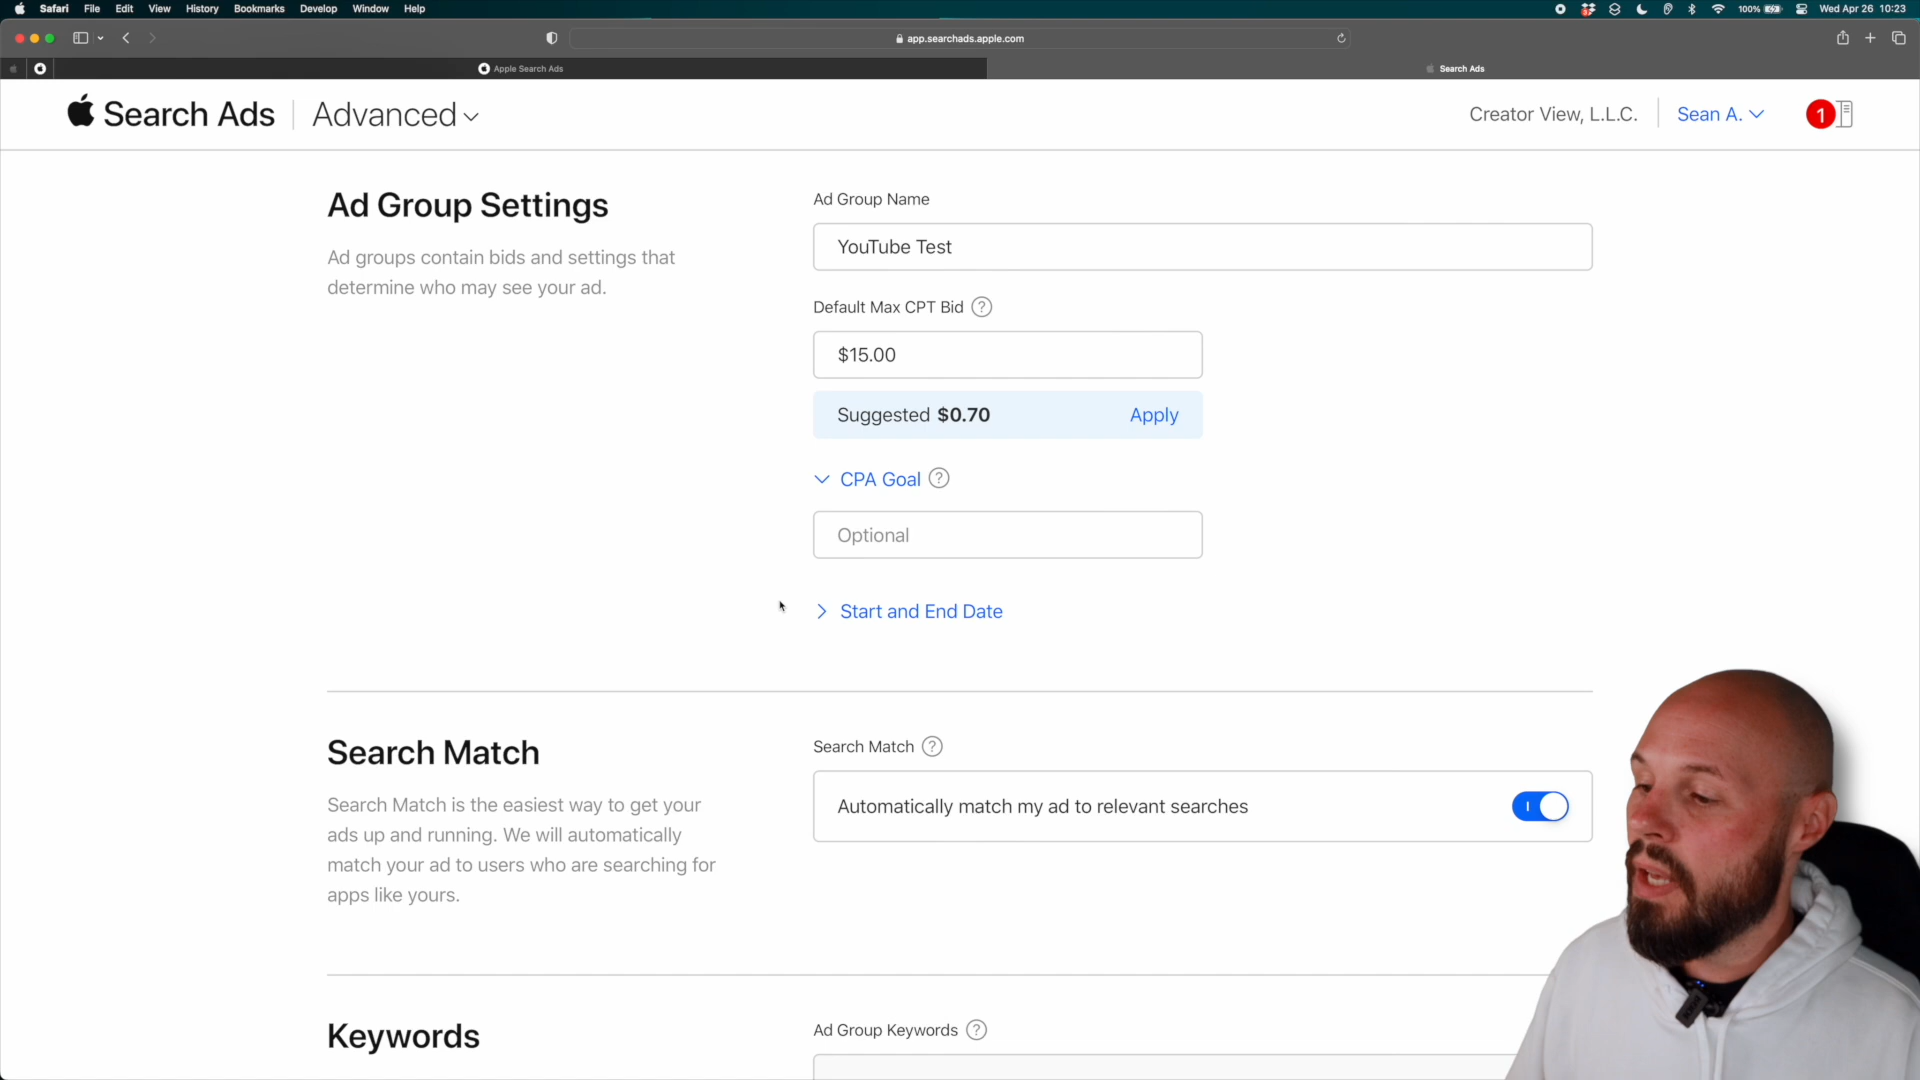 Safari File Edit View History Bookmarks Develop Window Help 100% Wed Apr 26 10:23
app.searchads.apple.com
Apple Search Ads Search Ads
Search Ads Advanced Creator View, L.L.C. Sean A. 1
Ad Group Settings
Ad groups contain bids and settings that
determine who may see your ad.
Ad Group Name
YouTube Test
Default Max CPT Bid ?
$15.00
Suggested $0.70 Apply
CPA Goal ?
Optional
Start and End Date
Search Match
Search Match is the easiest way to get your
ads up and running. We will automatically
match your ad to users who are searching for
apps like yours.
Search Match ?
Automatically match my ad to relevant searches
Keywords
Ad Group Keywords ?